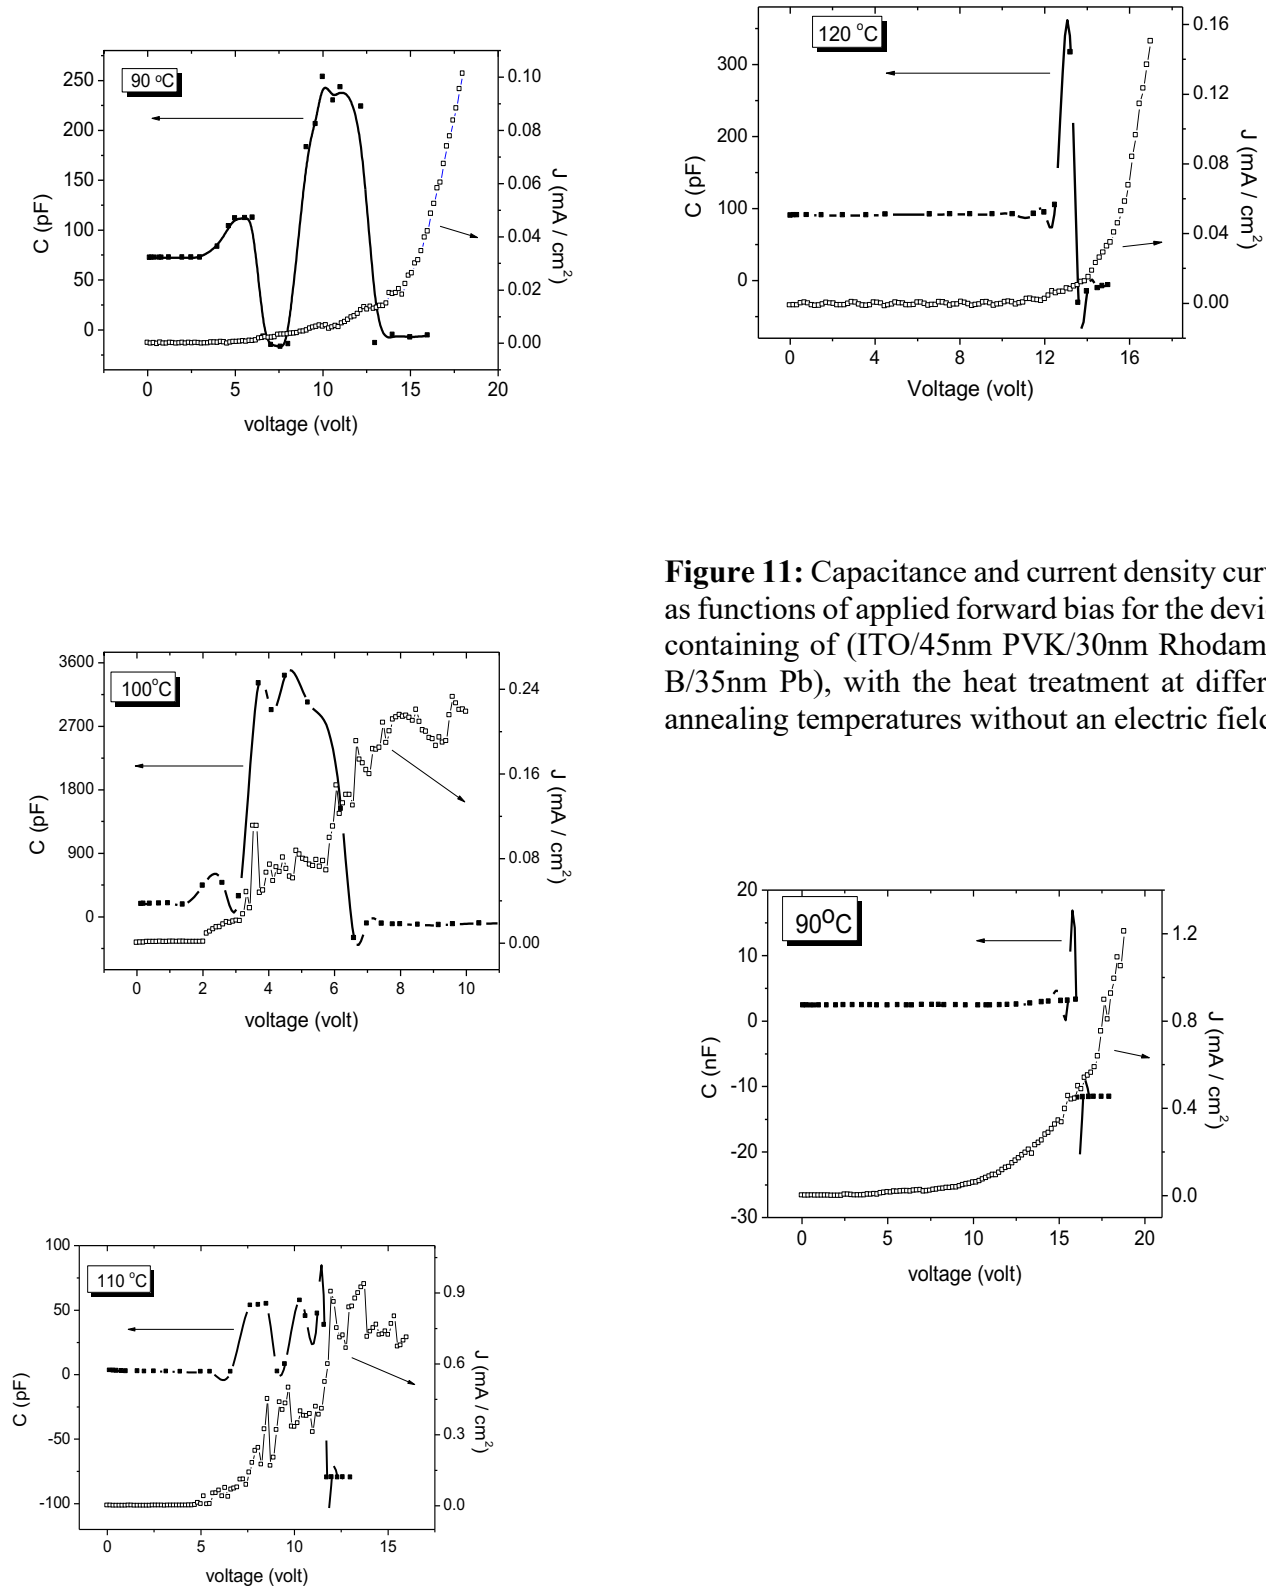 90 °C
250
200
150
100
50
0
C (pF)
0.10
0.08
0.06
0.04
0.02
0.00
J (mA / cm²)
0 5 10 15 20
voltage (volt)
120 °C
300
200
100
0
C (pF)
0.16
0.12
0.08
0.04
0.00
J (mA / cm²)
0 4 8 12 16
Voltage (volt)
Figure 11: Capacitance and current density cur
as functions of applied forward bias for the devi
containing of (ITO/45nm PVK/30nm Rhodam
B/35nm Pb), with the heat treatment at differ
annealing temperatures without an electric field
100°C
3600
2700
1800
900
0
C (pF)
0.24
0.16
0.08
0.00
J (mA / cm²)
0 2 4 6 8 10
voltage (volt)
90°C
20
10
0
-10
-20
-30
C (nF)
1.2
0.8
0.4
0.0
J (mA / cm²)
0 5 10 15 20
voltage (volt)
110 °C
100
50
0
-50
-100
C (pF)
0.9
0.6
0.3
0.0
J (mA / cm²)
0 5 10 15
voltage (volt)